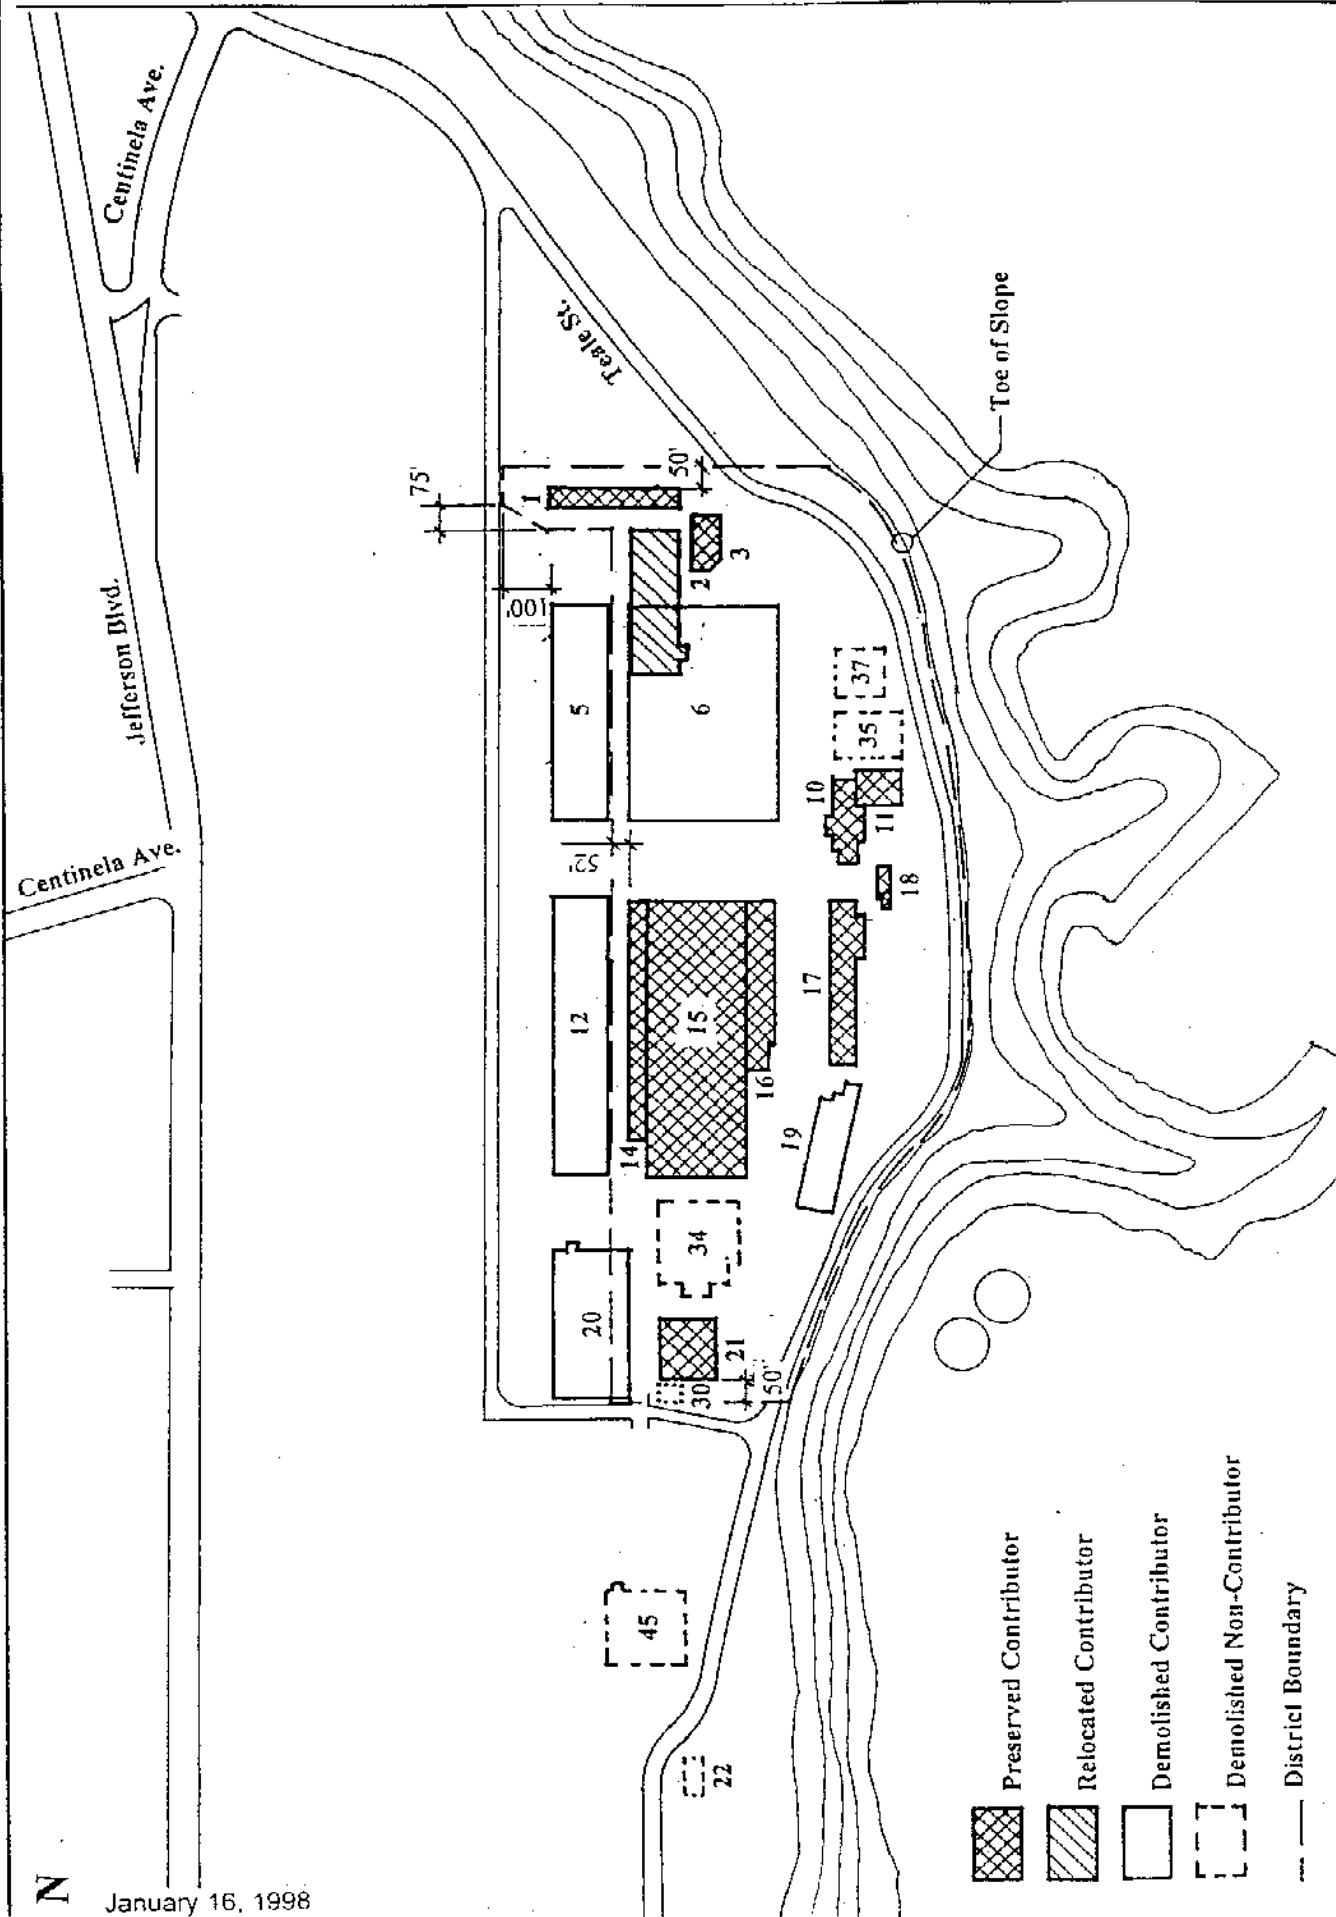 Centinela Ave.
Jefferson Blvd.
Centinela Ave.
Teale St.
Toe of Slope
75'
50'
100'
52'
150'
1
2
3
5
6
10
11
12
14
15
16
17
18
19
20
21
22
30
34
35
37
45
Preserved Contributor
Relocated Contributor
Demolished Contributor
Demolished Non-Contributor
District Boundary
N
January 16, 1998